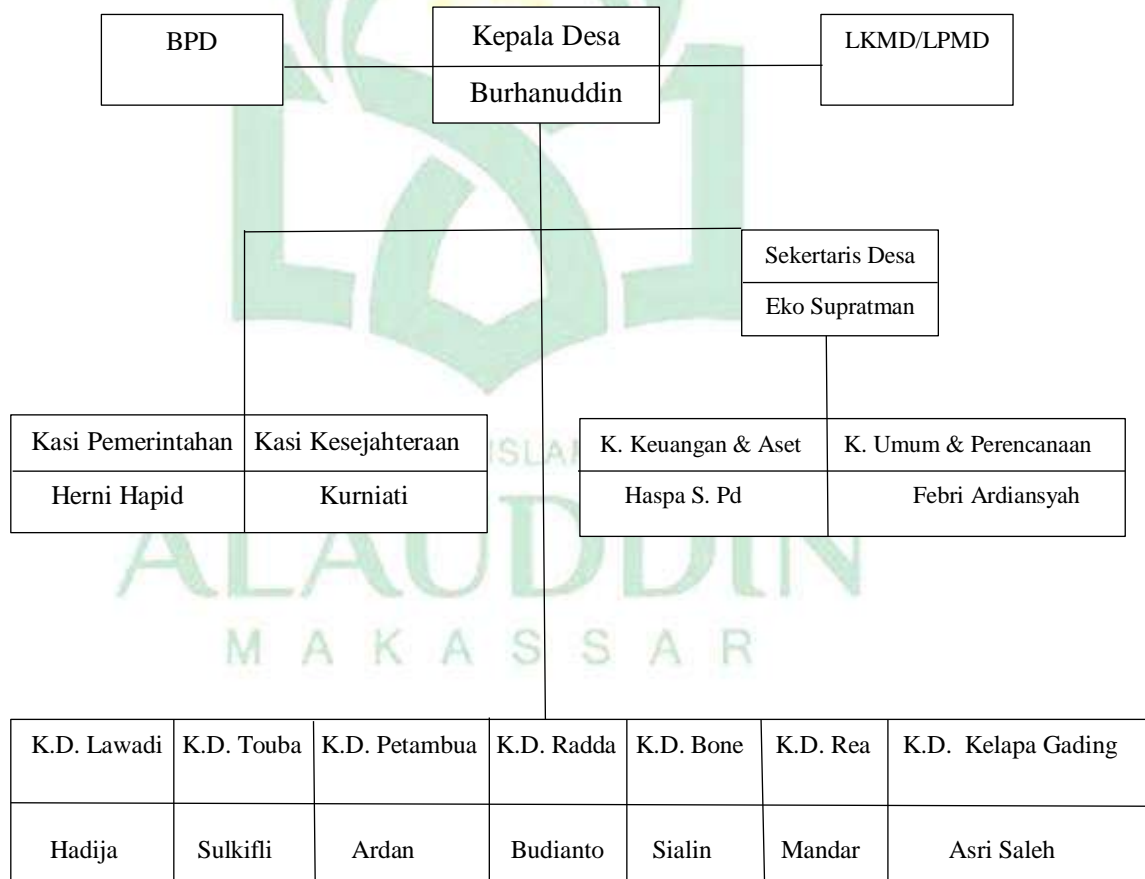 BPD
Kepala Desa
Burhanuddin
LKMD/LPMD
Sekertaris Desa
Eko Supratman
Kasi Pemerintahan
Herni Hapid
Kasi Kesejahteraan
Kurniati
K. Keuangan & Aset
Haspa S. Pd
K. Umum & Perencanaan
Febri Ardiansyah
ISLA
ALAUDDIN
MAKASSAR
K.D. Lawadi
Hadija
K.D. Touba
Sulkifli
K.D. Petambua
Ardan
K.D. Radda
Budianto
K.D. Bone
Sialin
K.D. Rea
Mandar
K.D. Kelapa Gading
Asri Saleh